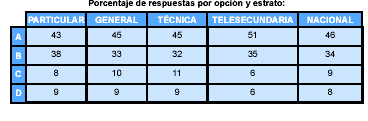 Porcentaje de respuestas por opción y estrato:
PARTICULAR GENERAL TÉCNICA TELESECUNDARIA NACIONAL
A 43 45 45 51 46
B 38 33 32 35 34
C 8 10 11 6 9
D 9 9 9 6 8